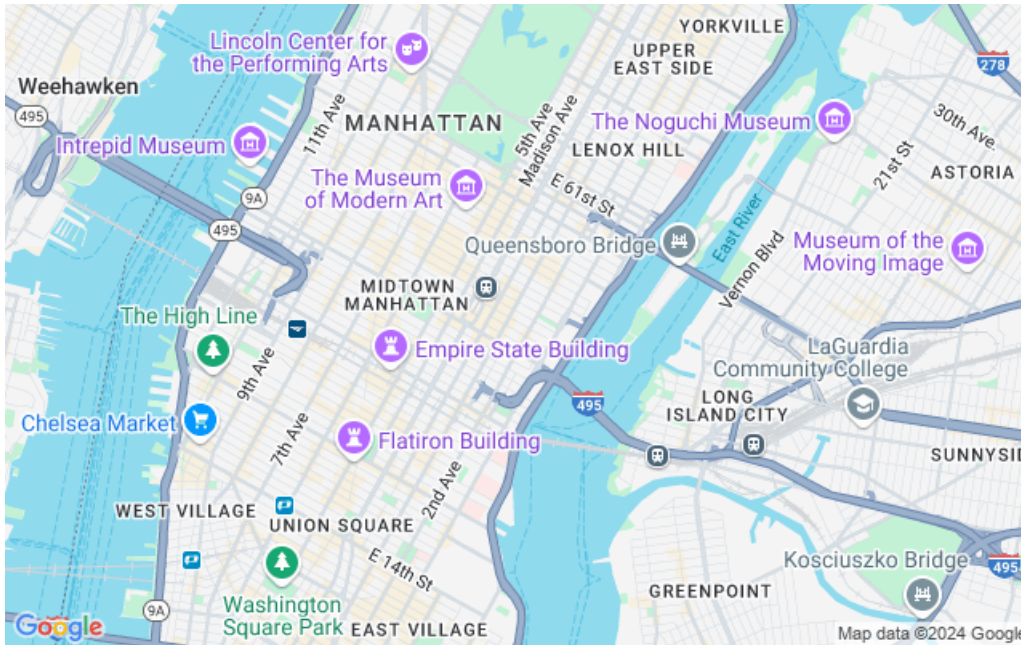 YORKVILLE
Lincoln Center for
the Performing Arts
UPPER
EAST SIDE
278
Weehawken
495
11th Ave
MANHATTAN
5th Ave
Madison Ave
The Noguchi Museum
30th Ave.
Intrepid Museum
LENOX HILL
21st St
ASTORIA
The Museum
of Modern Art
E 61st St
9A
495
Queensboro Bridge
East River
Vernon Blvd
Museum of the
Moving Image
MIDTOWN
MANHATTAN
The High Line
Empire State Building
LaGuardia
Community College
9th Ave
495
LONG
ISLAND CITY
Chelsea Market
7th Ave
Flatiron Building
2nd Ave
SUNNYSID
WEST VILLAGE
UNION SQUARE
E 14th St
Kosciuszko Bridge
495
GREENPOINT
9A
Washington
Square Park
EAST VILLAGE
Google
Map data ©2024 Google